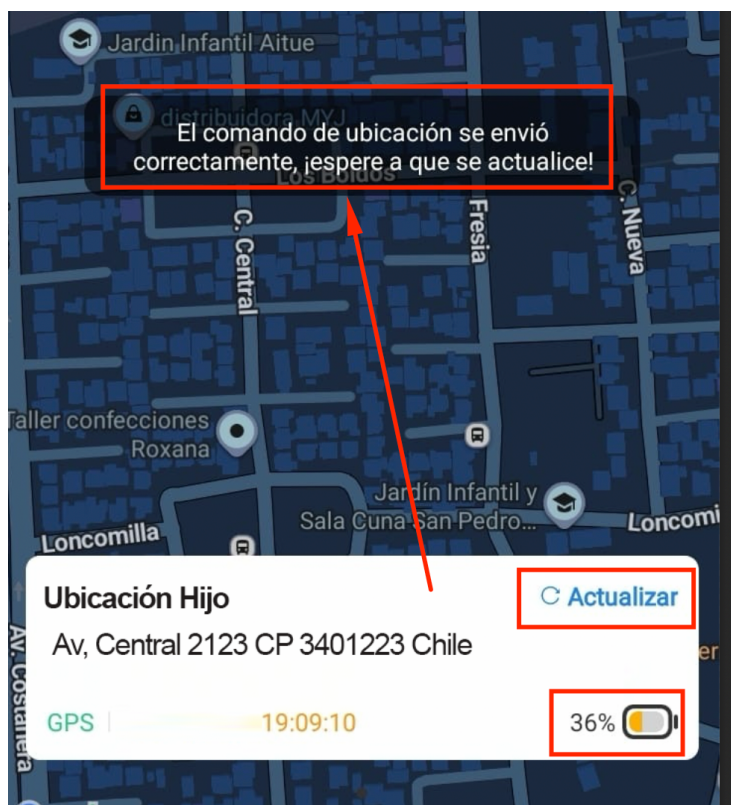 Jardin Infantil Aitue
distribuidora MYJ
El comando de ubicación se envió
correctamente, ¡espere a que se actualice!
Los Boldos
C. Central
Fresia
C. Nueva
Taller confecciones
Roxana
Jardín Infantil y
Sala Cuna San Pedro...
Loncomilla
Loncomi
Av. Costanera
Ubicación Hijo
Actualizar
Av, Central 2123 CP 3401223 Chile
er
GPS
19:09:10
36%